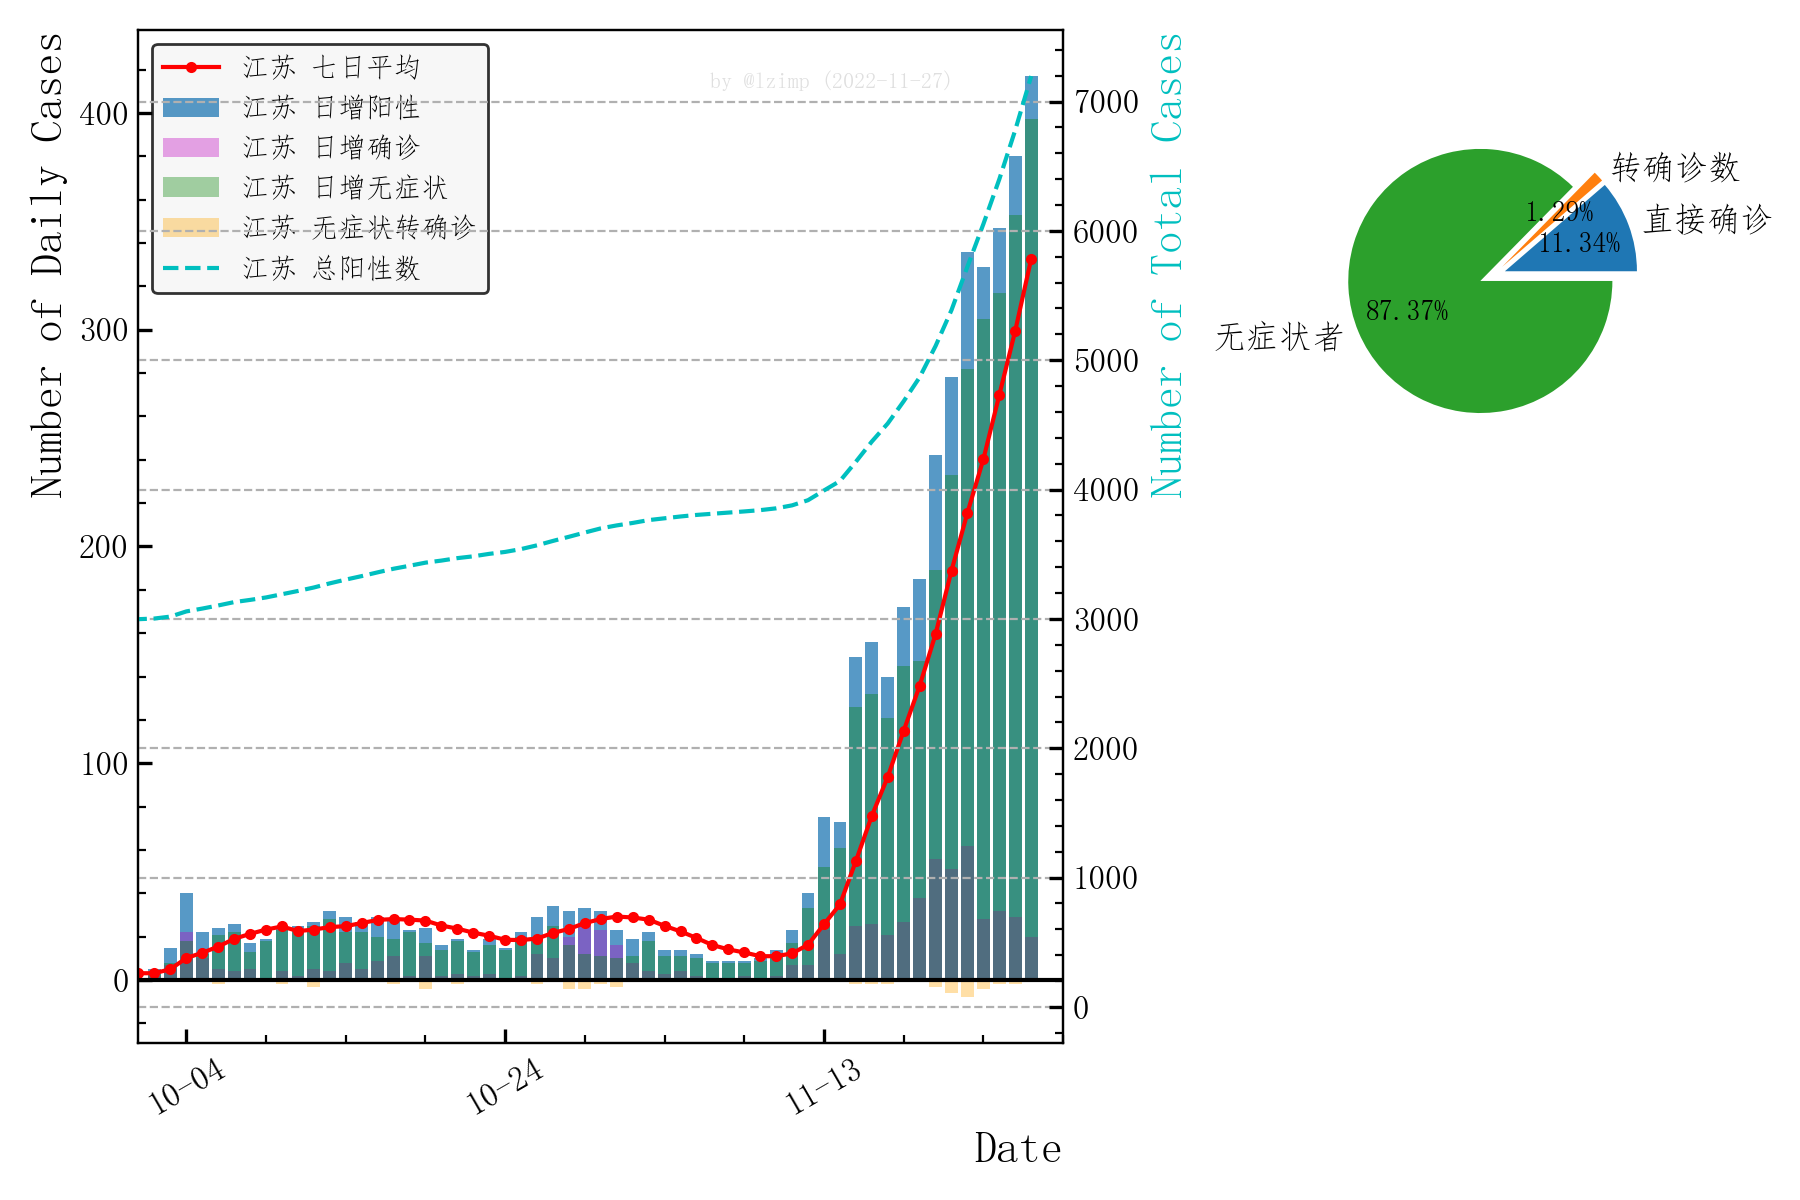 Number of Daily Cases
400
300
200
100
0
江苏 七日平均
江苏 日增阳性
江苏 日增确诊
江苏 日增无症状
江苏 无症状转确诊
江苏 总阳性数
by @lzimp (2022-11-27)
7000
6000
5000
4000
3000
2000
1000
0
Number of Total Cases
10-04
10-24
11-13
Date
转确诊数
1.29%
直接确诊
11.34%
87.37%
无症状者